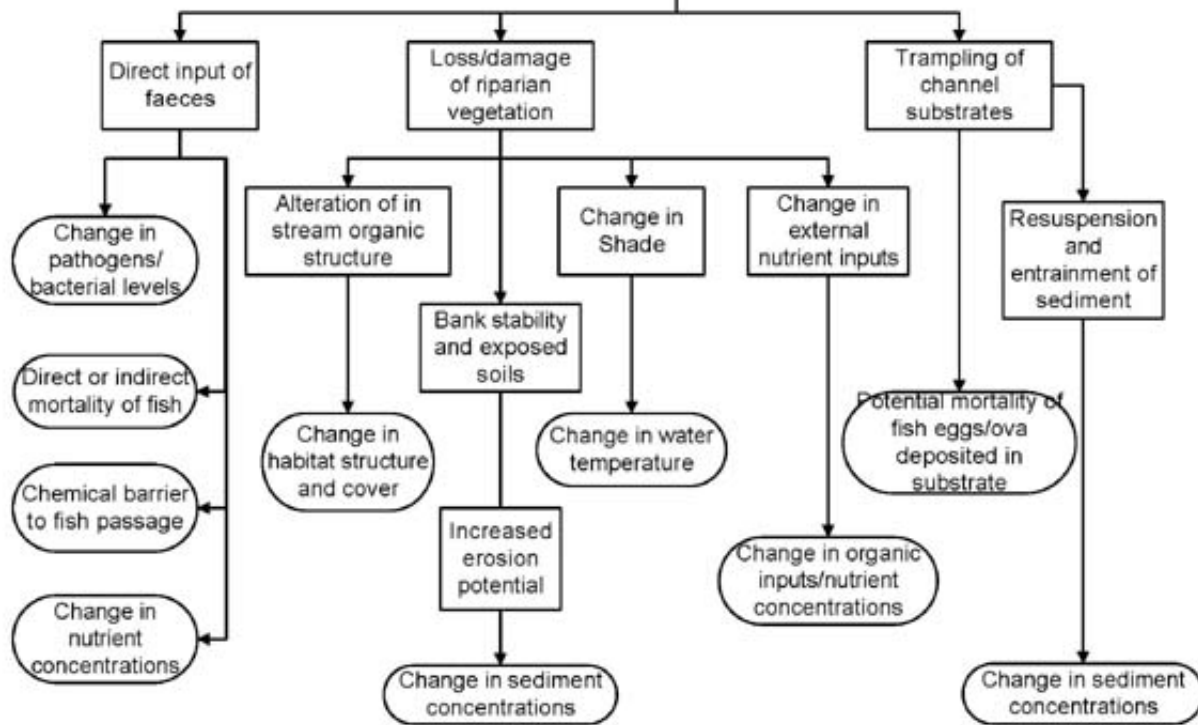 Direct input of
faeces
Loss/damage
of riparian
vegetation
Trampling of
channel
substrates
Change in
pathogens/
bacterial levels
Alteration of in
stream organic
structure
Change in
Shade
Change in
external
nutrient inputs
Resuspension
and
entrainment of
sediment
Bank stability
and exposed
soils
Direct or indirect
mortality of fish
Change in
habitat structure
and cover
Change in water
temperature
Potential mortality of
fish eggs/ova
deposited in
substrate
Chemical barrier
to fish passage
Increased
erosion
potential
Change in organic
inputs/nutrient
concentrations
Change in
nutrient
concentrations
Change in sediment
concentrations
Change in sediment
concentrations